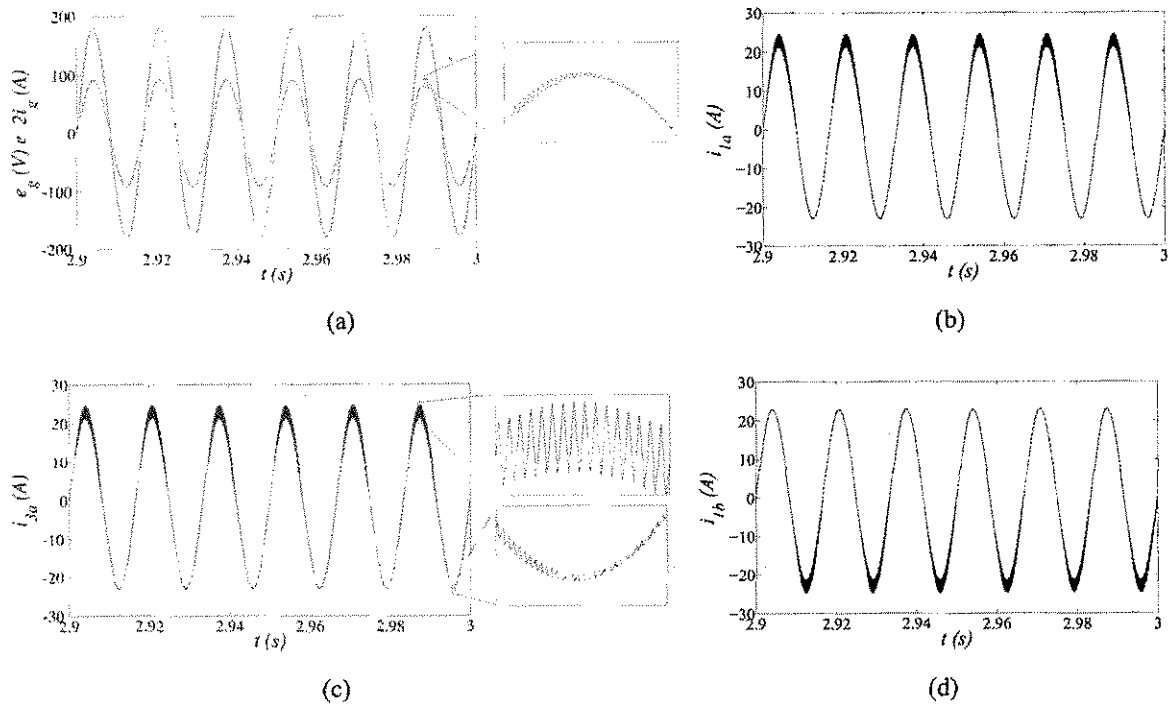 200
100
0
-100
-200
e_g (V) e 2i_g (A)
2.9 2.92 2.94 2.96 2.98 3
t (s)
(a)
30
20
10
0
−10
−20
−30
i_1a (A)
2.9 2.92 2.94 2.96 2.98 3
t (s)
(b)
30
20
10
0
-10
-20
-30
i_3a (A)
2.9 2.92 2.94 2.96 2.98 3
t (s)
(c)
30
20
10
0
−10
−20
−30
i_1b (A)
2.9 2.92 2.94 2.96 2.98 3
t (s)
(d)